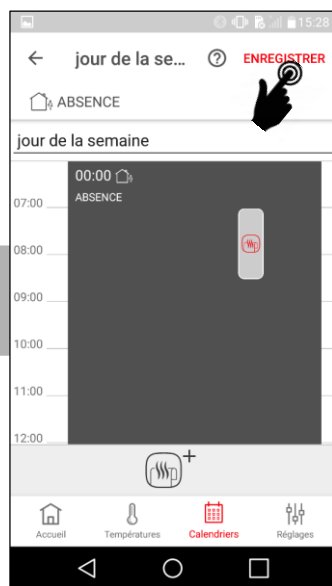 15:28
jour de la se... ? ENREGISTRER
ABSENCE
jour de la semaine
00:00
ABSENCE
07:00
08:00
09:00
10:00
11:00
12:00
+
Accueil Températures Calendriers Réglages